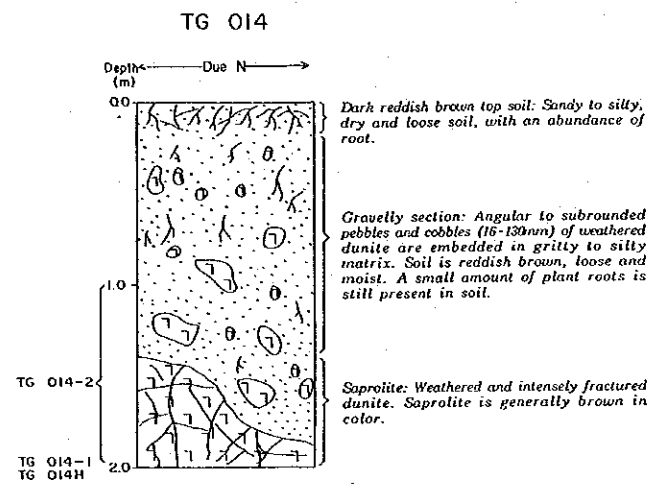 TG 014
Depth
(m)
Due N
0.0
Dark reddish brown top soil: Sandy to silty,
dry and loose soil, with an abundance of
root.
Gravelly section: Angular to subrounded
pebbles and cobbles (16-130mm) of weathered
dunite are embedded in gritty to silty
matrix. Soil is reddish brown, loose and
moist. A small amount of plant roots is
still present in soil.
1.0
TG 014-2
Saprolite: Weathered and intensely fractured
dunite. Saprolite is generally brown in
color.
TG 014-1
2.0
TG 014H